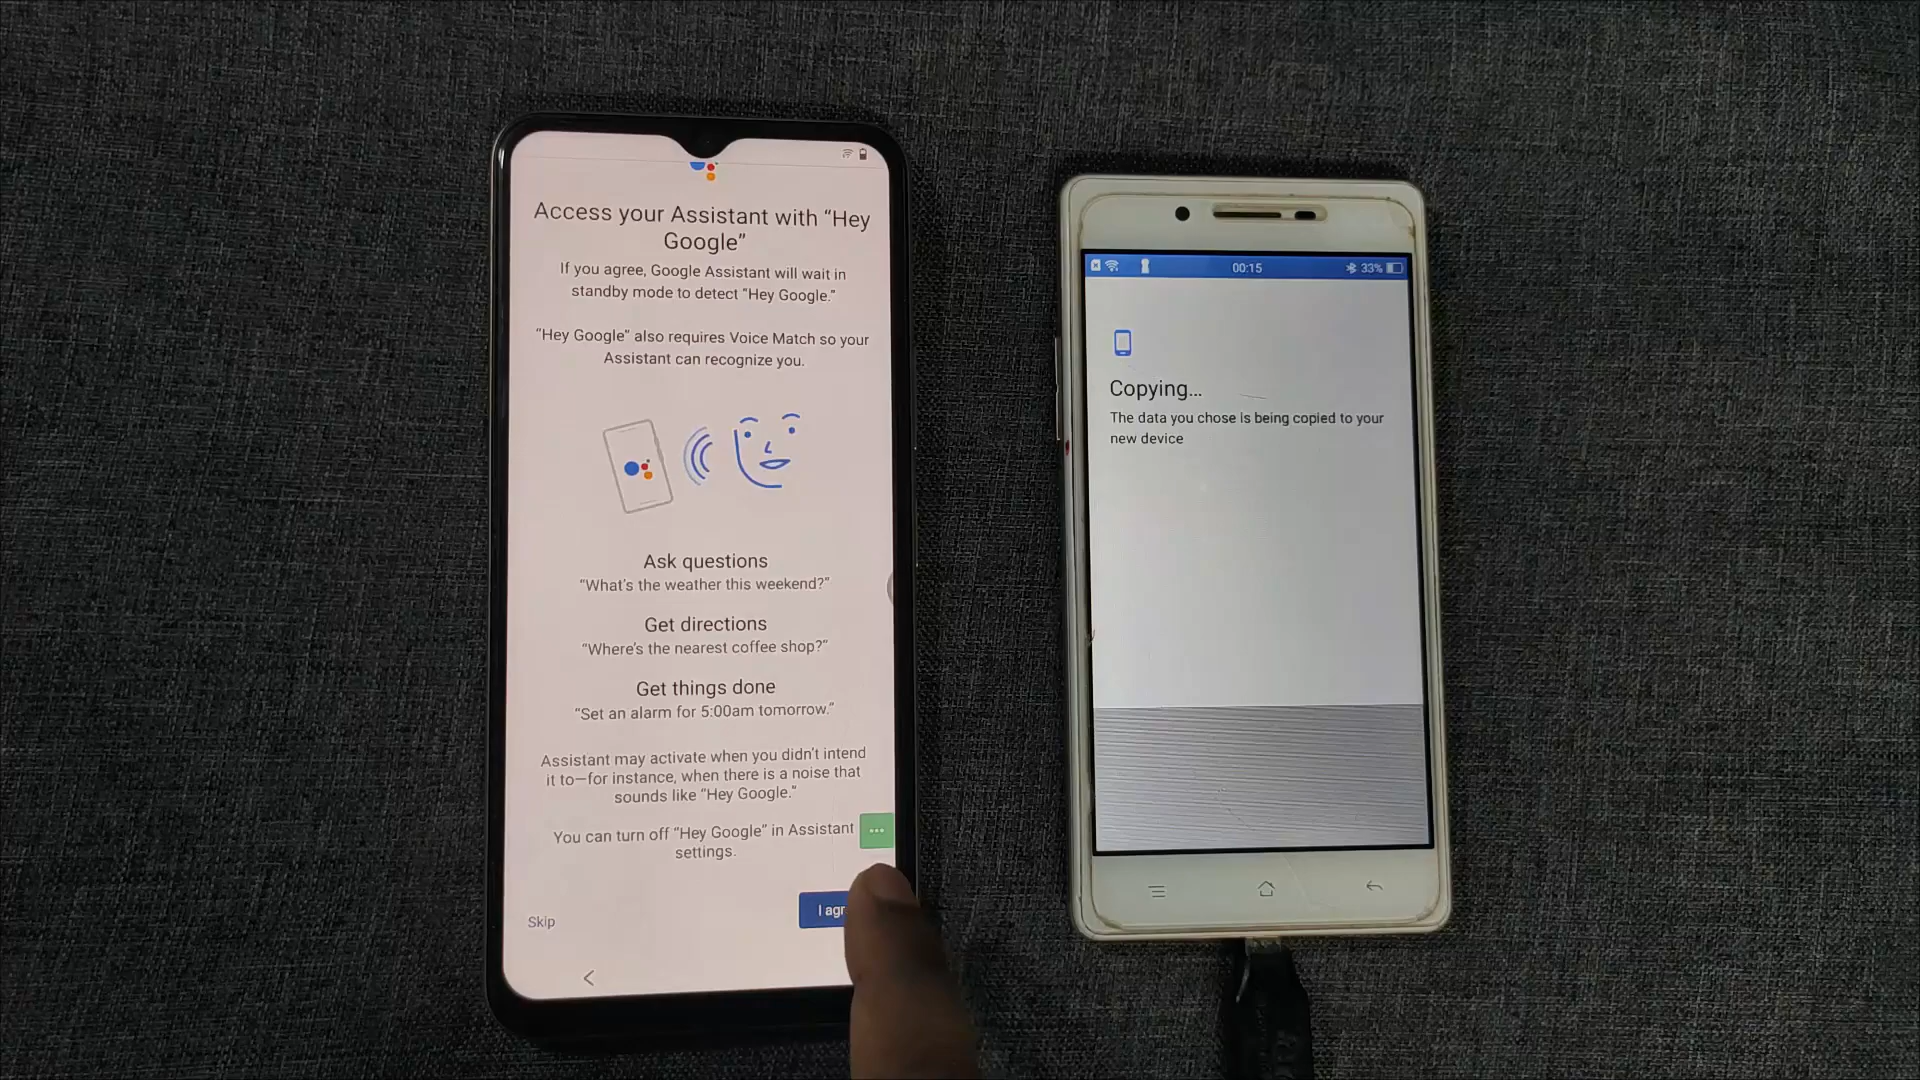 Access your Assistant with “Hey
Google”
If you agree, Google Assistant will wait in
standby mode to detect “Hey Google.”
“Hey Google” also requires Voice Match so your
Assistant can recognize you.
Ask questions
“What’s the weather this weekend?”
Get directions
“Where’s the nearest coffee shop?”
Get things done
“Set an alarm for 5:00am tomorrow.”
Assistant may activate when you didn’t intend
it to—for instance, when there is a noise that
sounds like “Hey Google.”
You can turn off “Hey Google” in Assistant
settings.
Skip
I agr
00:15
33%
Copying...
The data you chose is being copied to your
new device